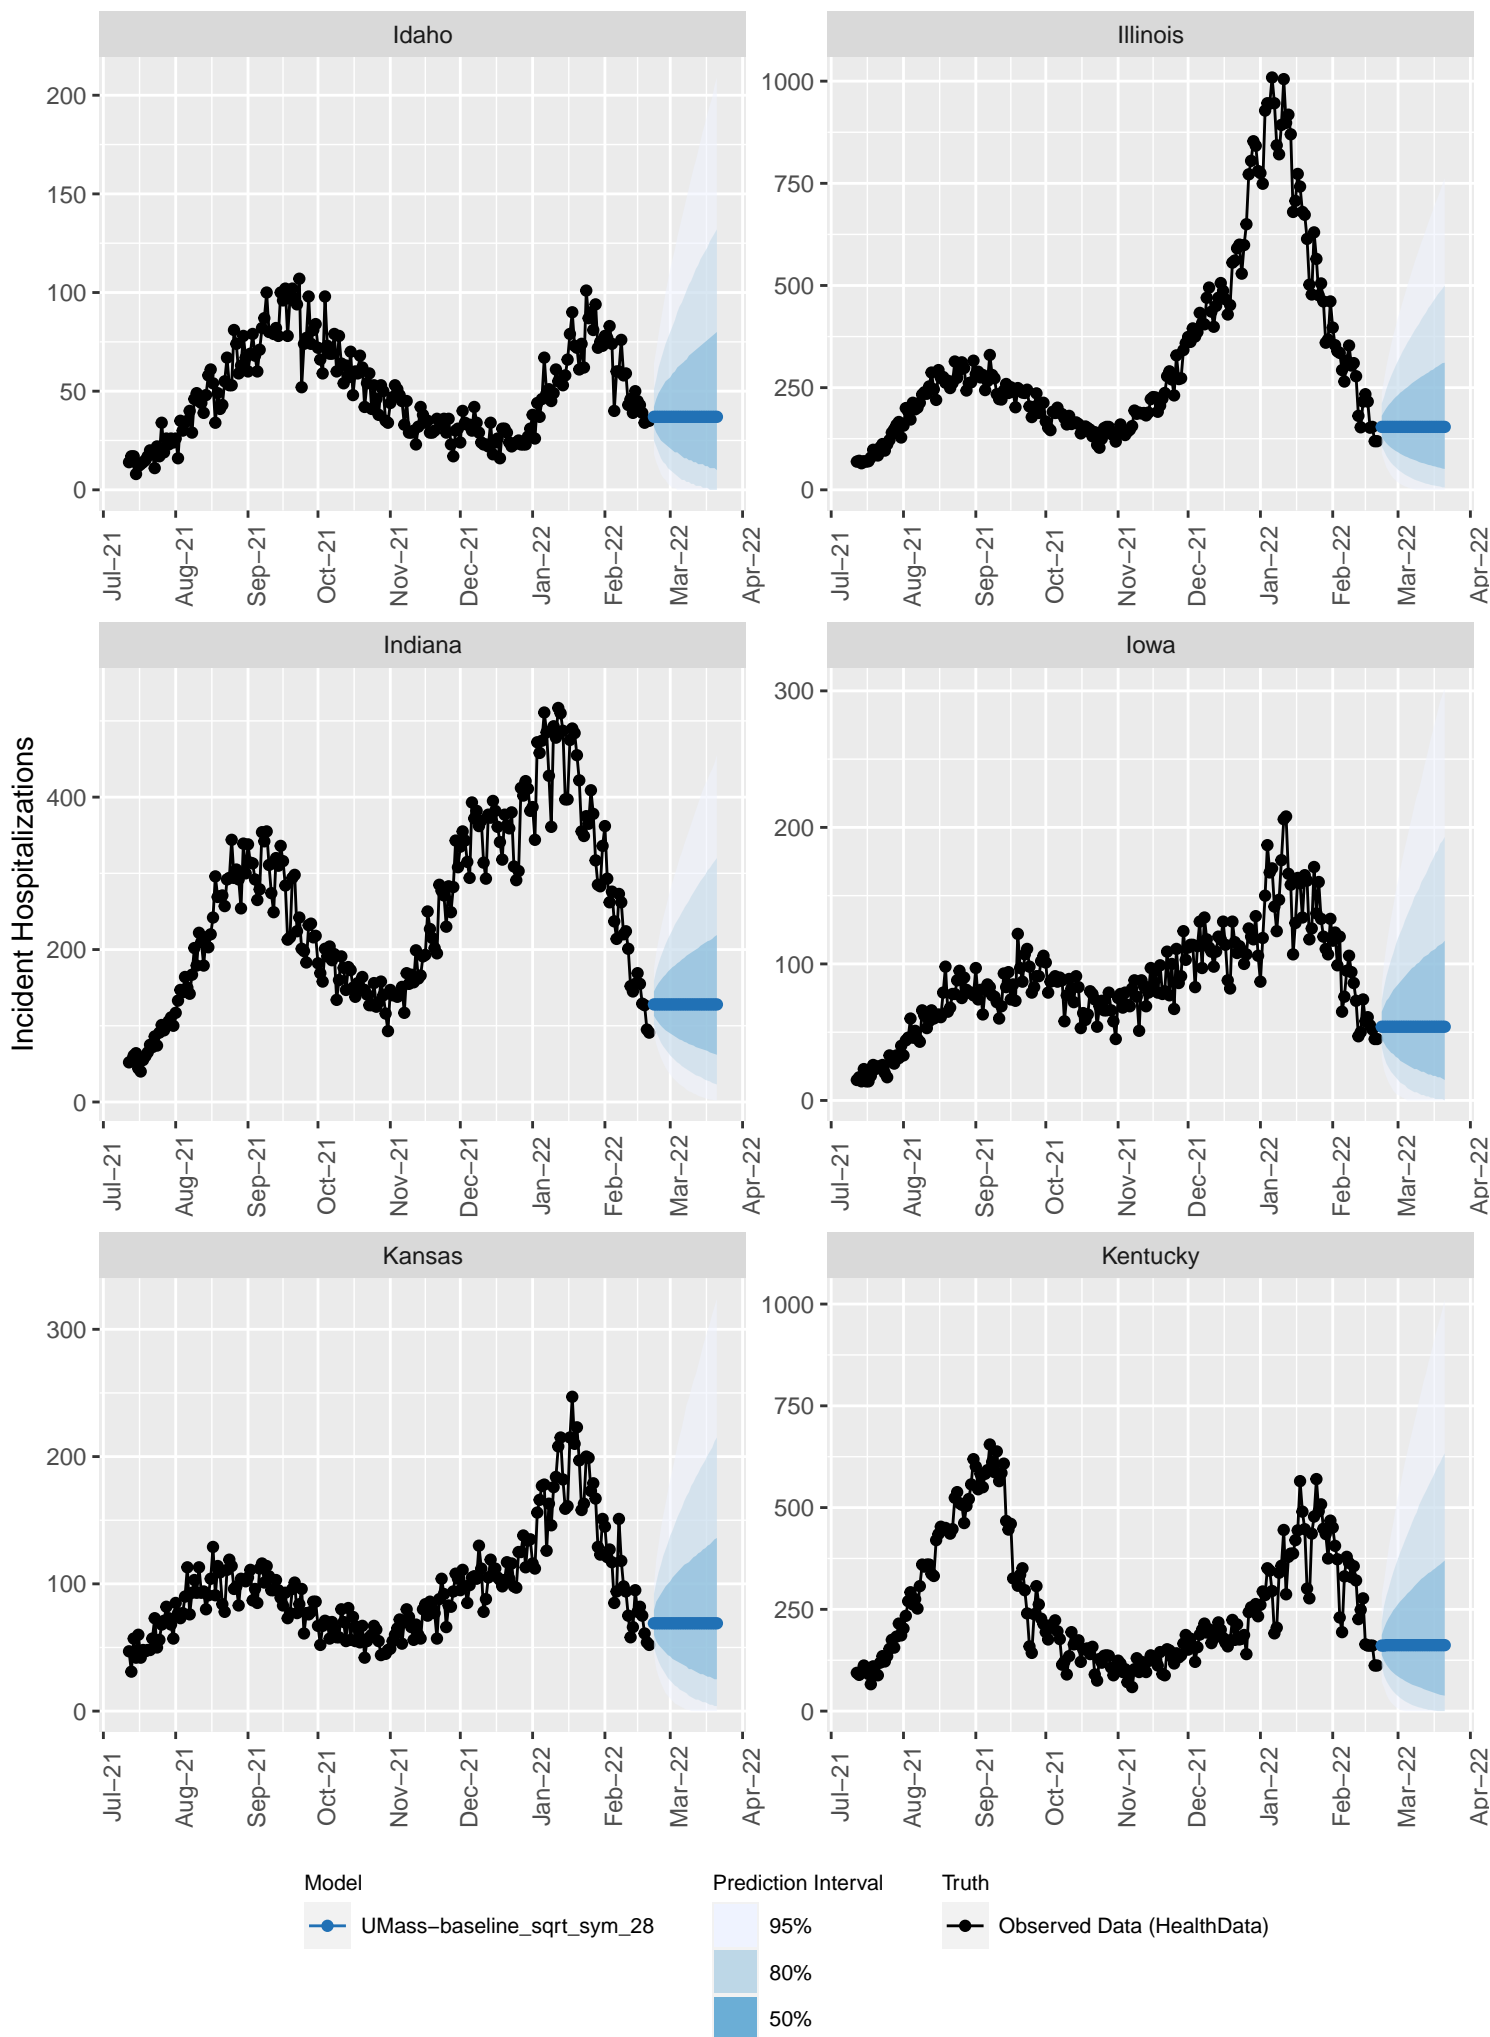 Idaho
Illinois
200
150
100
50
0
1000
750
500
250
0
Jul−21
Aug−21
Sep−21
Oct−21
Nov−21
Dec−21
Jan−22
Feb−22
Mar−22
Apr−22
Jul−21
Aug−21
Sep−21
Oct−21
Nov−21
Dec−21
Jan−22
Feb−22
Mar−22
Apr−22
Incident Hospitalizations
Indiana
Iowa
400
200
0
300
200
100
0
Jul−21
Aug−21
Sep−21
Oct−21
Nov−21
Dec−21
Jan−22
Feb−22
Mar−22
Apr−22
Jul−21
Aug−21
Sep−21
Oct−21
Nov−21
Dec−21
Jan−22
Feb−22
Mar−22
Apr−22
Kansas
Kentucky
300
200
100
0
1000
750
500
250
0
Jul−21
Aug−21
Sep−21
Oct−21
Nov−21
Dec−21
Jan−22
Feb−22
Mar−22
Apr−22
Jul−21
Aug−21
Sep−21
Oct−21
Nov−21
Dec−21
Jan−22
Feb−22
Mar−22
Apr−22
Model
UMass−baseline_sqrt_sym_28
Prediction Interval
95%
80%
50%
Truth
Observed Data (HealthData)